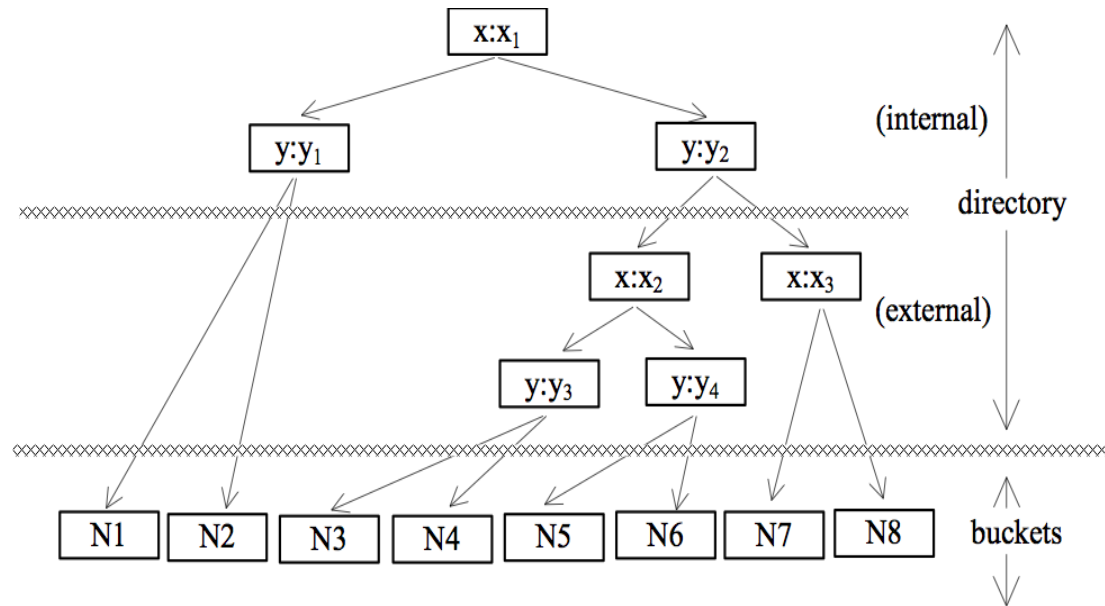 x:x₁
(internal)
y:y₁
y:y₂
directory
x:x₂
x:x₃
(external)
y:y₃
y:y₄
N1
N2
N3
N4
N5
N6
N7
N8
buckets